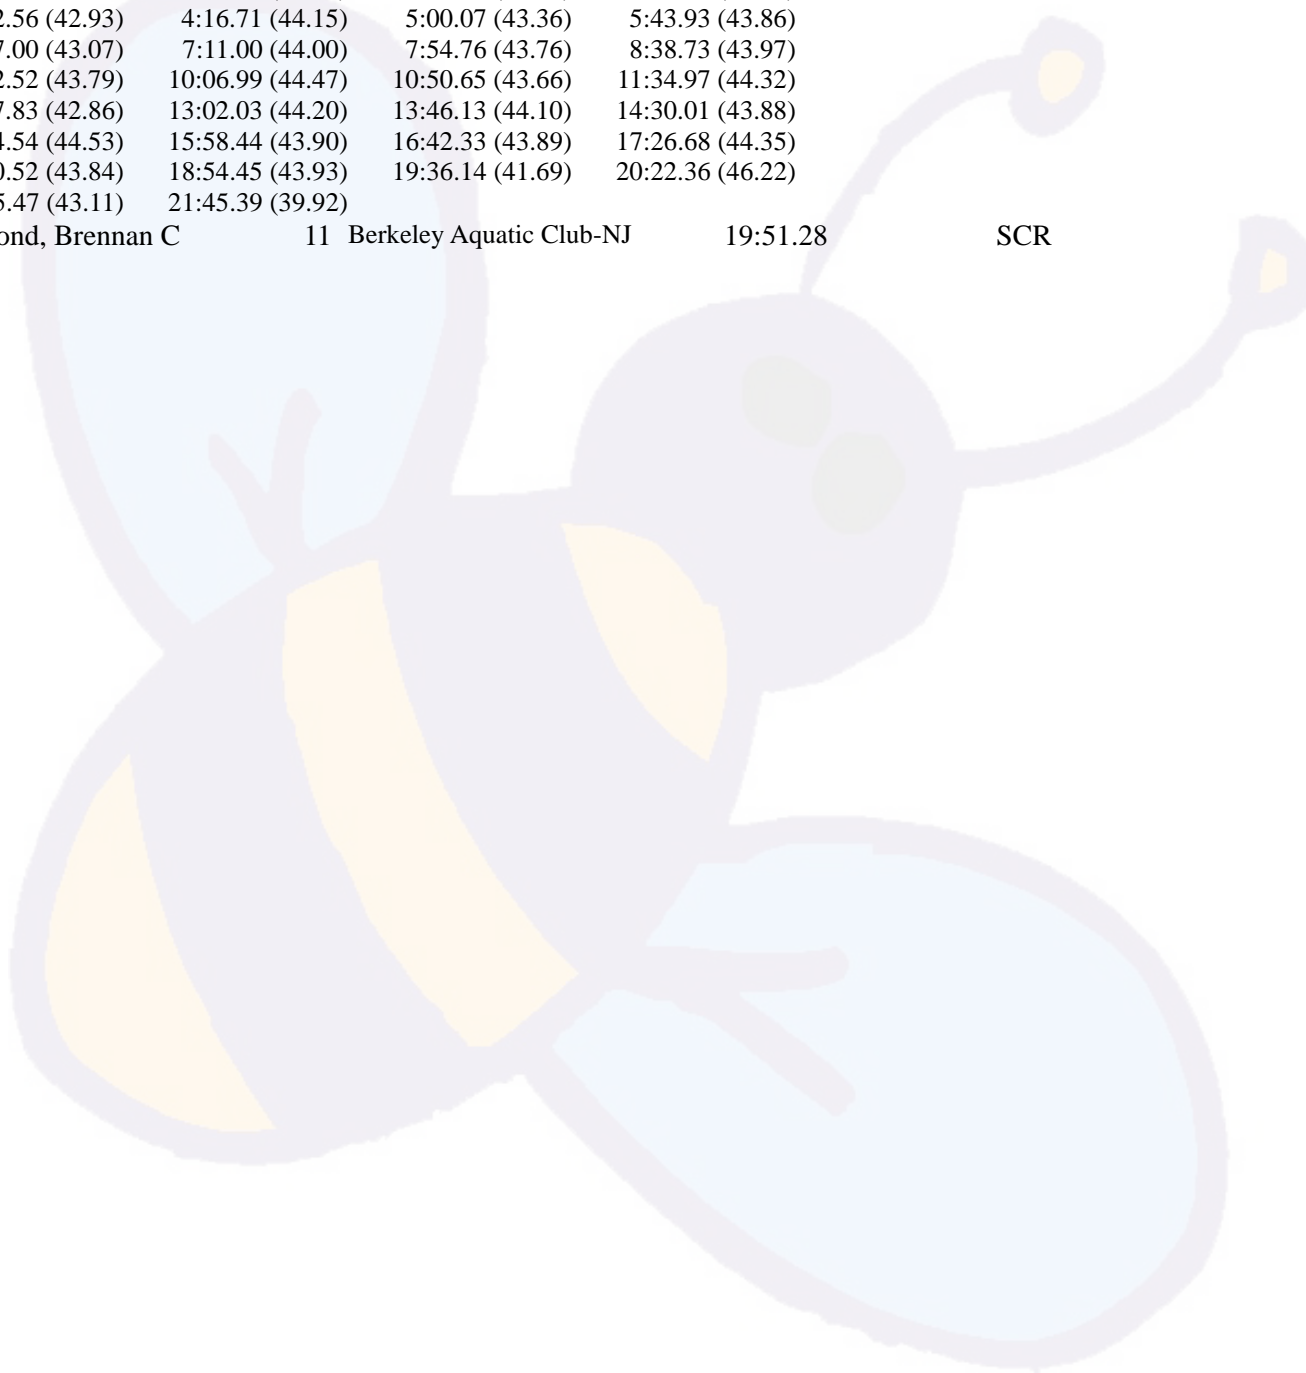 2.56 (42.93) 4:16.71 (44.15) 5:00.07 (43.36) 5:43.93 (43.86)
7.00 (43.07) 7:11.00 (44.00) 7:54.76 (43.76) 8:38.73 (43.97)
2.52 (43.79) 10:06.99 (44.47) 10:50.65 (43.66) 11:34.97 (44.32)
7.83 (42.86) 13:02.03 (44.20) 13:46.13 (44.10) 14:30.01 (43.88)
4.54 (44.53) 15:58.44 (43.90) 16:42.33 (43.89) 17:26.68 (44.35)
0.52 (43.84) 18:54.45 (43.93) 19:36.14 (41.69) 20:22.36 (46.22)
5.47 (43.11) 21:45.39 (39.92)
ond, Brennan C 11 Berkeley Aquatic Club-NJ 19:51.28 SCR